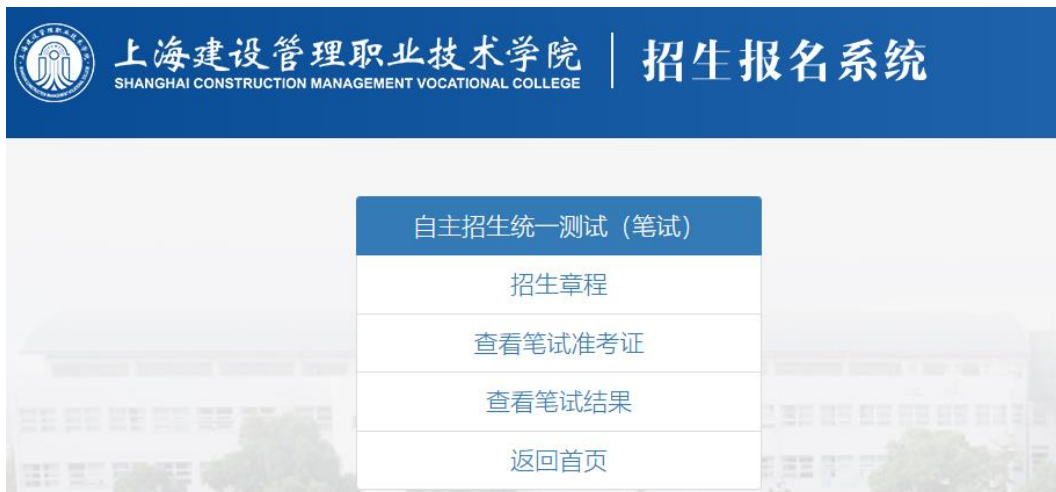 上海建设管理职业技术学院
SHANGHAI CONSTRUCTION MANAGEMENT VOCATIONAL COLLEGE
招生报名系统
自主招生统一测试（笔试）
招生章程
查看笔试准考证
查看笔试结果
返回首页